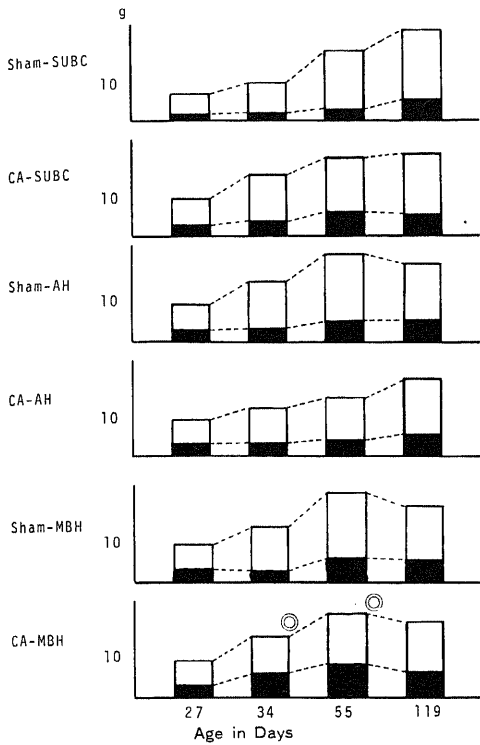 g
Sham-SUBC
10
CA-SUBC
10
Sham-AH
10
CA-AH
10
Sham-MBH
10
CA-MBH
10
27 34 55 119
Age in Days